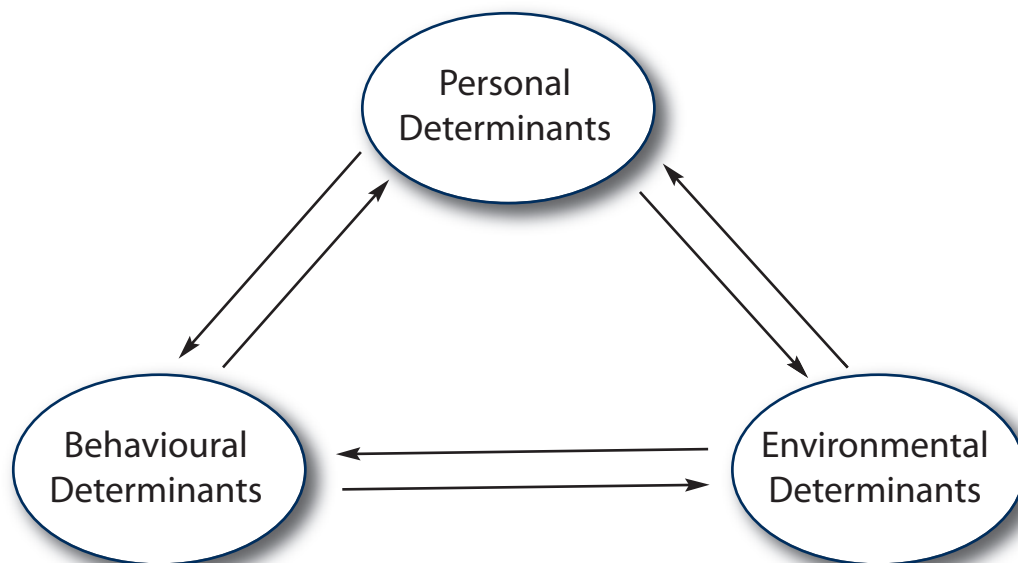 Personal
Determinants
Behavioural
Determinants
Environmental
Determinants